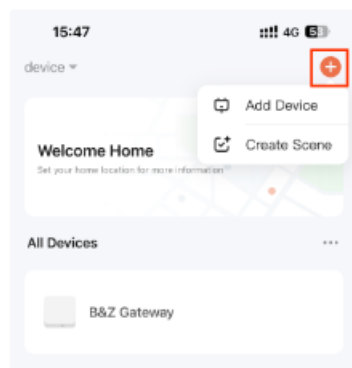 15:47
4G 53
device
Add Device
Create Scene
Welcome Home
Set your home location for more information
All Devices
B&Z Gateway